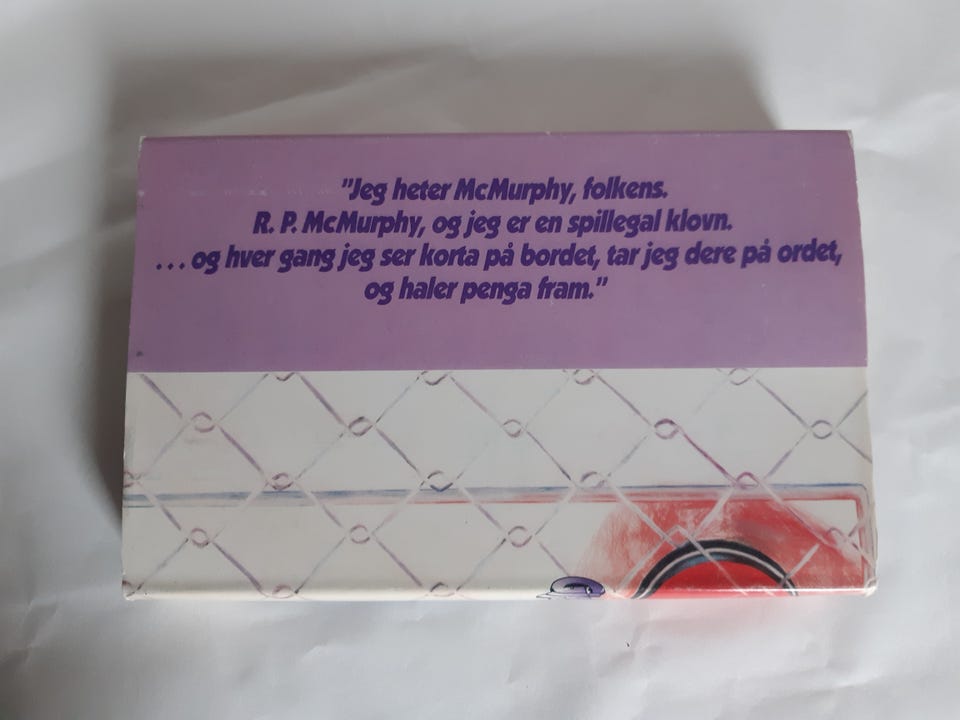 "Jeg heter McMurphy, folkens.
R. P. McMurphy, og jeg er en spillegal klovn.
... og hver gang jeg ser korta på bordet, tar jeg dere på ordet,
og haler penga fram."